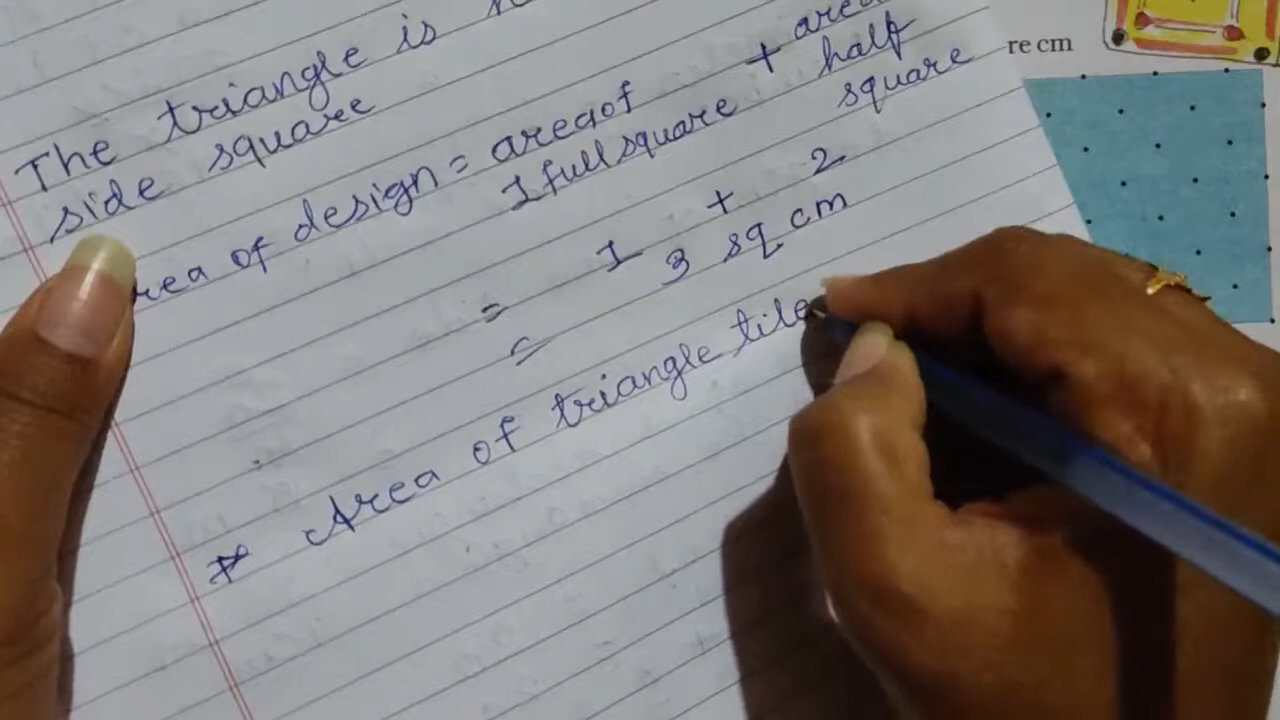 The triangle is
side square
rea of design = area of + area
1 full square half
square
= 1 + 2
= 3 sq cm
* Area of triangle tile
re cm